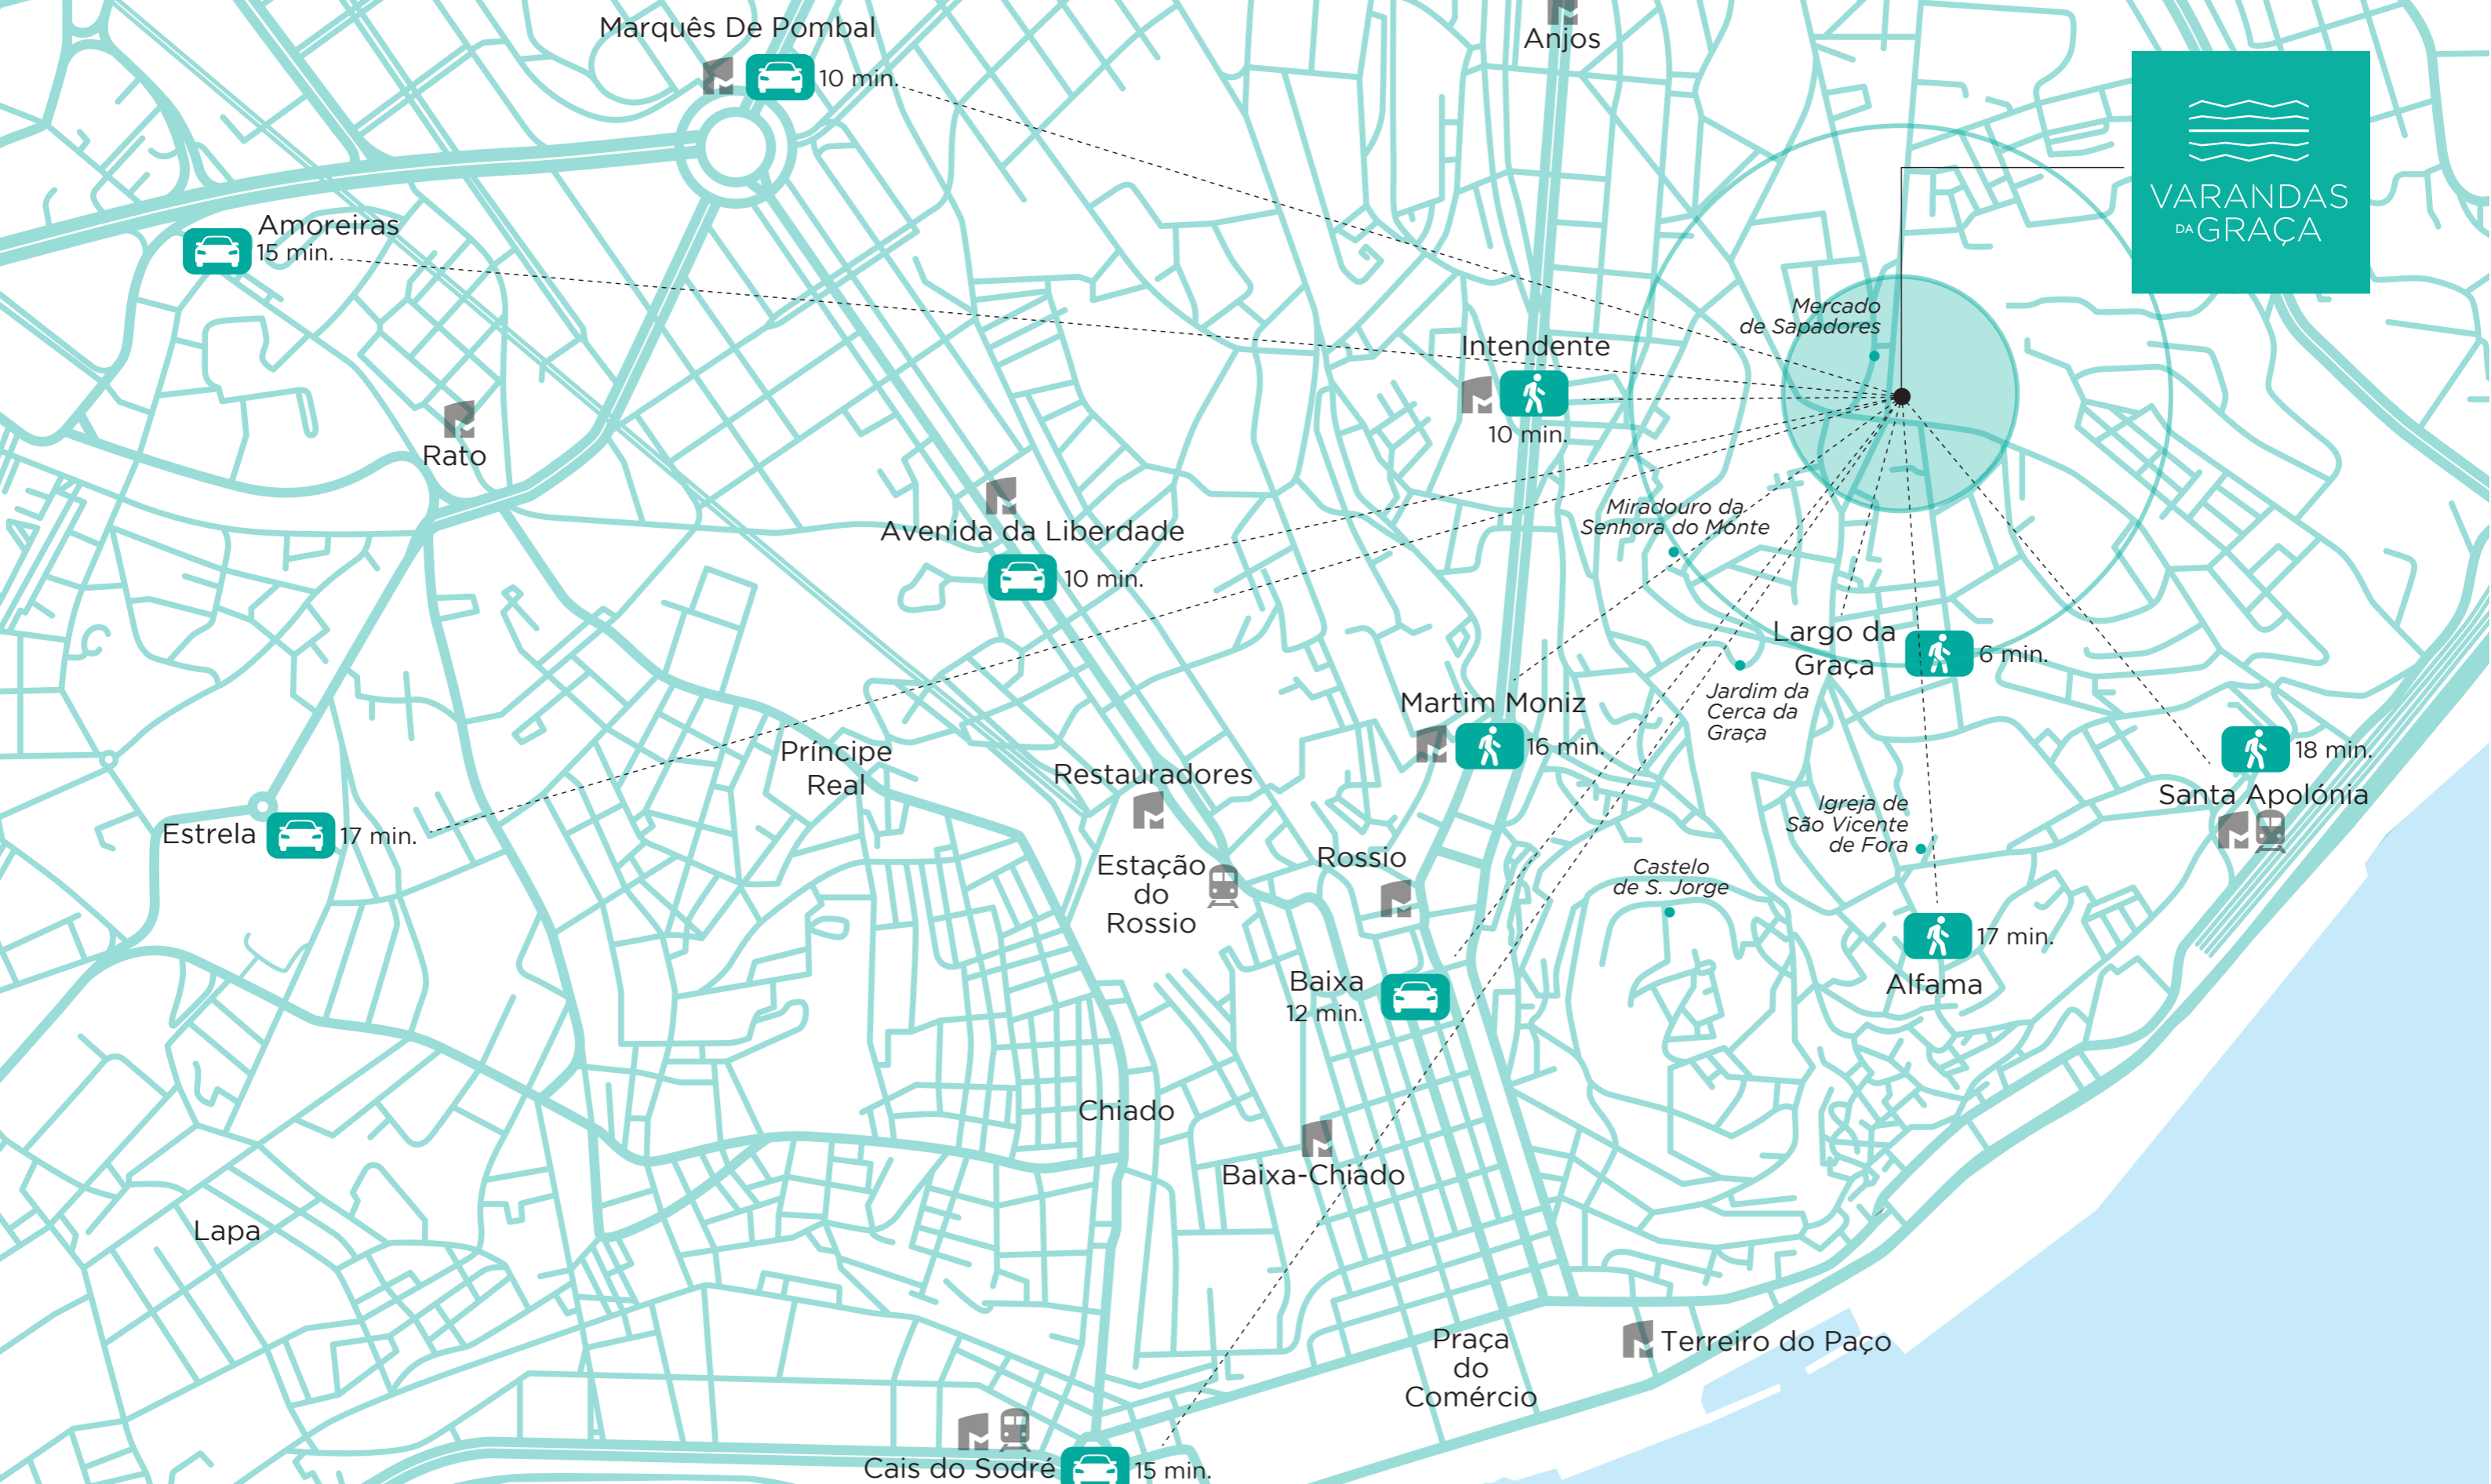 Marquês De Pombal
10 min.
Anjos
VARANDAS
DA GRAÇA
Amoreiras
15 min.
Mercado
de Sapadores
Intendente
10 min.
Rato
Avenida da Liberdade
10 min.
Miradouro da
Senhora do Monte
Largo da
Graça
6 min.
Jardim da
Cerca da
Graça
Martim Moniz
16 min.
Príncipe
Real
Restauradores
18 min.
Santa Apolónia
Estrela
17 min.
Igreja de
São Vicente
de Fora
Estação
do
Rossio
Rossio
Castelo
de S. Jorge
17 min.
Alfama
Baixa
12 min.
Chiado
Baixa-Chiado
Lapa
Praça
do
Comércio
Terreiro do Paço
Cais do Sodré
15 min.